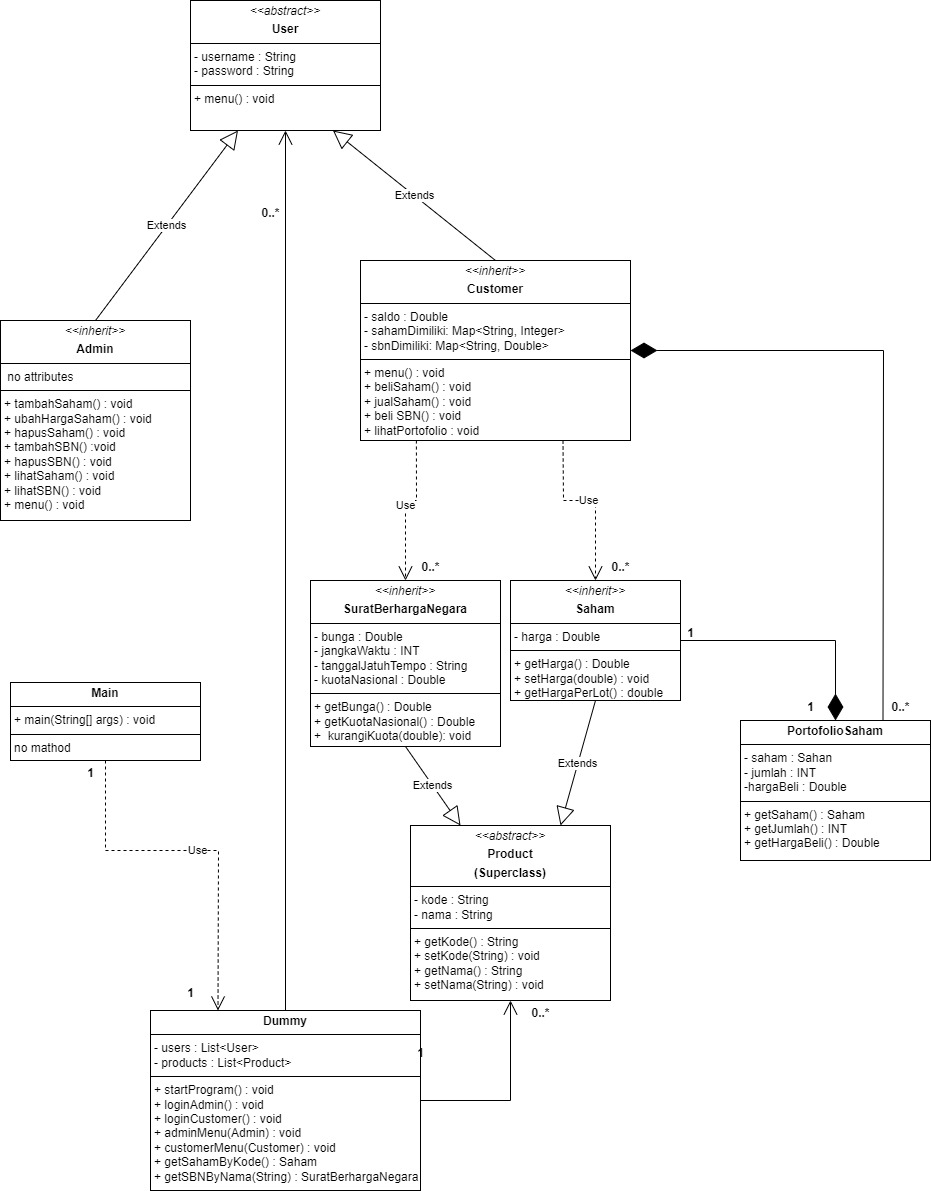 <<abstract>>
User
- username : String
- password : String
+ menu() : void
0..*
Extends
Extends
<<inherit>>
Customer
- saldo : Double
- sahamDimiliki: Map<String, Integer>
- sbnDimiliki: Map<String, Double>
+ menu() : void
+ beliSaham() : void
+ jualSaham() : void
+ beli SBN() : void
+ lihatPortofolio : void
<<inherit>>
Admin
no attributes
+ tambahSaham() : void
+ ubahHargaSaham() : void
+ hapusSaham() : void
+ tambahSBN() :void
+ hapusSBN() : void
+ lihatSaham() : void
+ lihatSBN() : void
+ menu() : void
Use
Use
0..*
0..*
<<inherit>>
SuratBerhargaNegara
- bunga : Double
- jangkaWaktu : INT
- tanggalJatuhTempo : String
- kuotaNasional : Double
+ getBunga() : Double
+ getKuotaNasional() : Double
+ kurangiKuota(double): void
<<inherit>>
Saham
- harga : Double
+ getHarga() : Double
+ setHarga(double) : void
+ getHargaPerLot() : double
1
1
0..*
Main
+ main(String[] args) : void
no mathod
1
PortofolioSaham
- saham : Sahan
- jumlah : INT
-hargaBeli : Double
+ getSaham() : Saham
+ getJumlah() : INT
+ getHargaBeli() : Double
Extends
Extends
<<abstract>>
Product
(Superclass)
- kode : String
- nama : String
+ getKode() : String
+ setKode(String) : void
+ getNama() : String
+ setNama(String) : void
Use
1
0..*
Dummy
- users : List<User>
- products : List<Product>
1
+ startProgram() : void
+ loginAdmin() : void
+ loginCustomer() : void
+ adminMenu(Admin) : void
+ customerMenu(Customer) : void
+ getSahamByKode() : Saham
+ getSBNByNama(String) : SuratBerhargaNegara